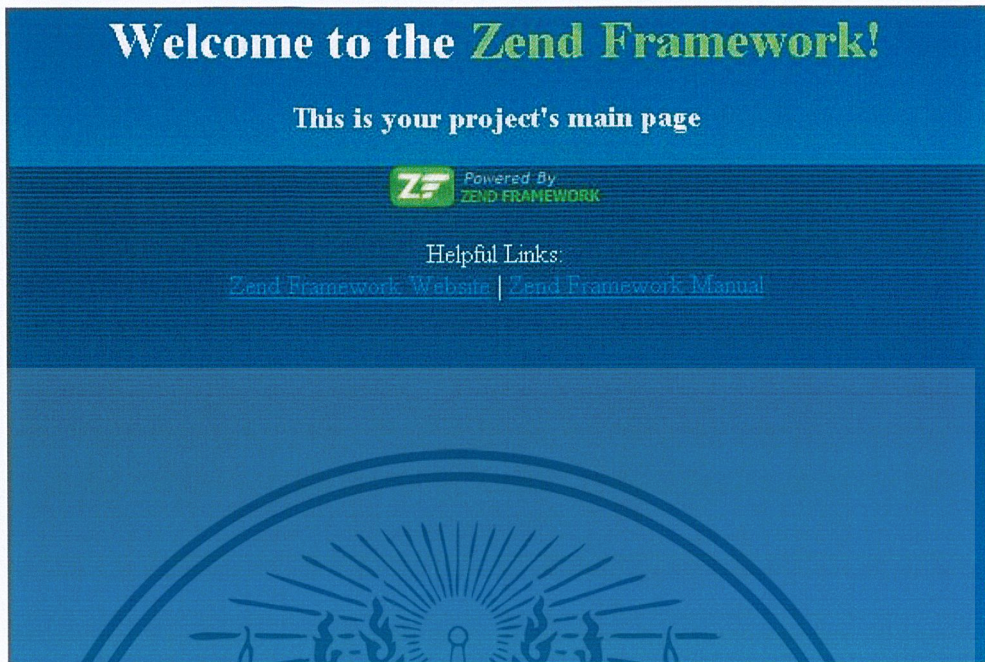 Welcome to the Zend Framework!
This is your project's main page
ZF Powered By
ZEND FRAMEWORK
Helpful Links:
Zend Framework Website | Zend Framework Manual